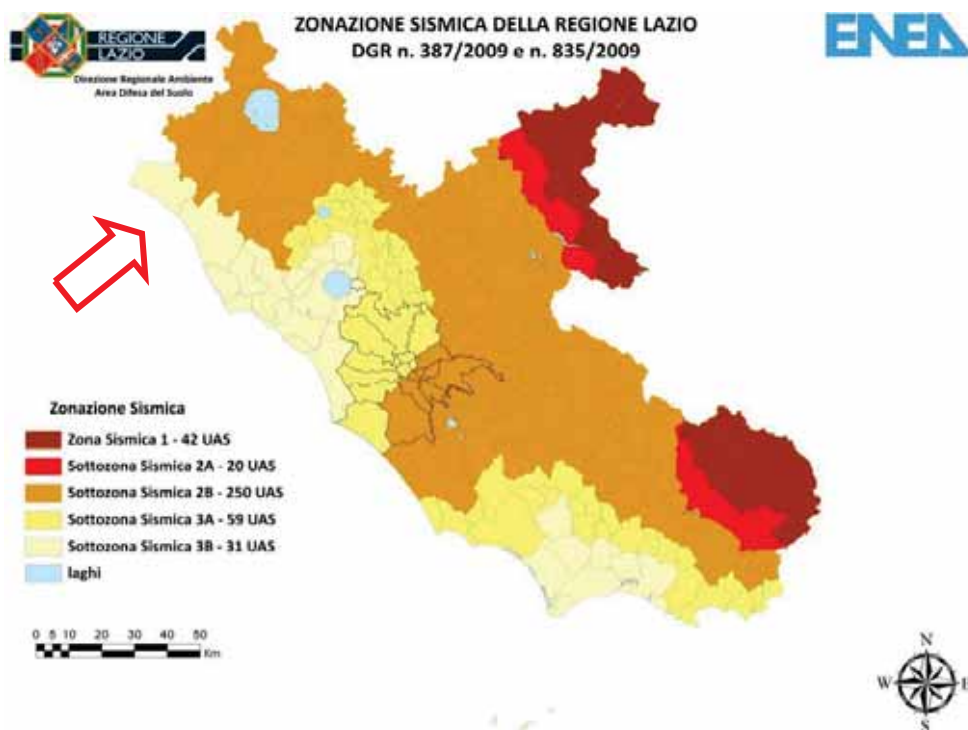 ZONAZIONE SISMICA DELLA REGIONE LAZIO
DGR n. 387/2009 e n. 835/2009
REGIONE
LAZIO
Direzione Regionale Ambiente
Area Difesa del Suolo
ENEA
Zonazione Sismica
Zona Sismica 1 - 42 UAS
Sottozona Sismica 2A - 20 UAS
Sottozona Sismica 2B - 250 UAS
Sottozona Sismica 3A - 59 UAS
Sottozona Sismica 3B - 31 UAS
laghi
0 5 10 20 30 40 50
Km
N
W E
S